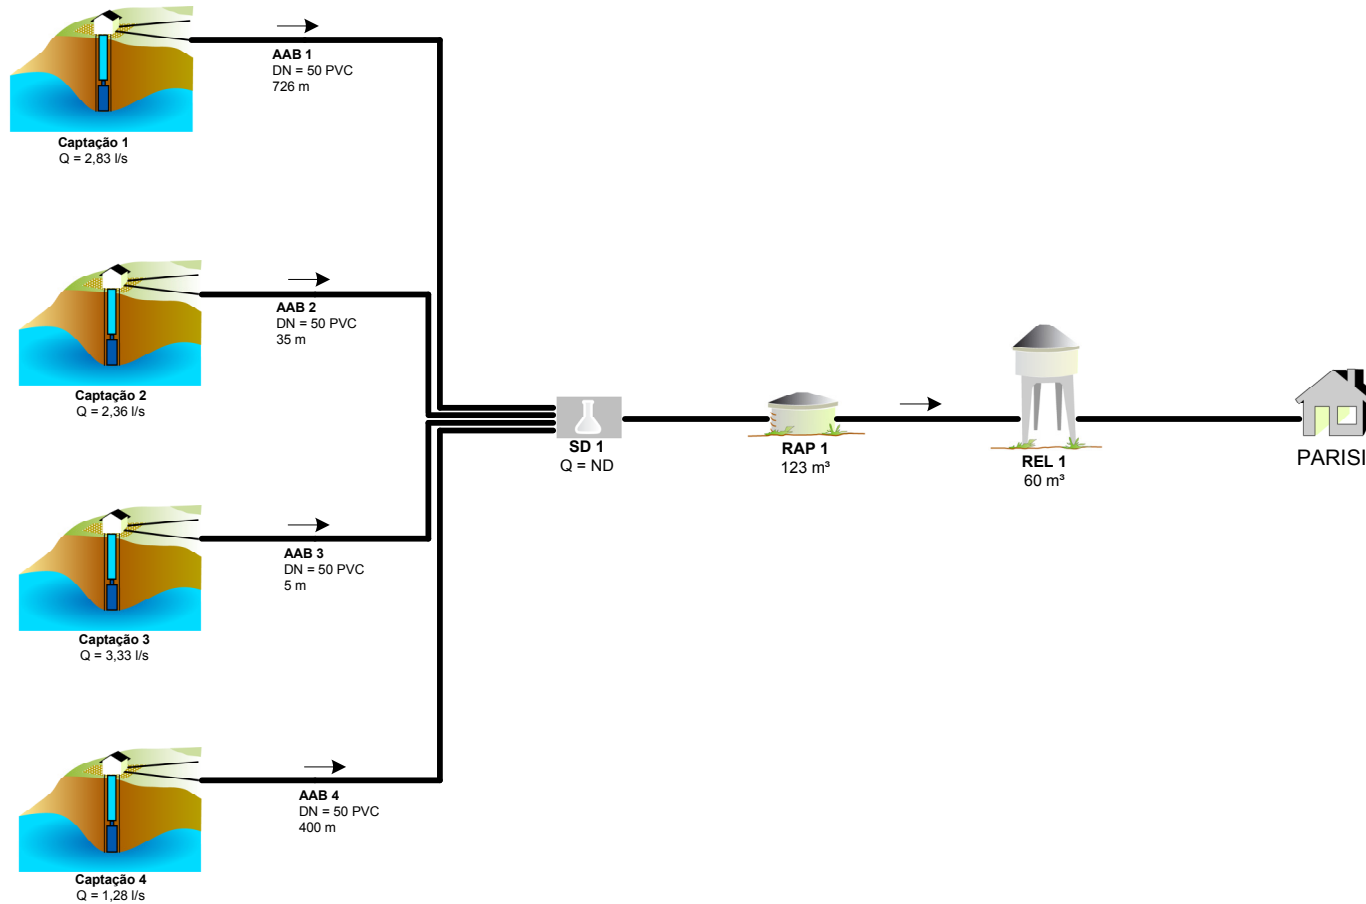 AAB 1
DN = 50 PVC
726 m
Captação 1
Q = 2,83 l/s
AAB 2
DN = 50 PVC
35 m
Captação 2
Q = 2,36 l/s
SD 1
Q = ND
RAP 1
123 m³
REL 1
60 m³
PARISI
AAB 3
DN = 50 PVC
5 m
Captação 3
Q = 3,33 l/s
AAB 4
DN = 50 PVC
400 m
Captação 4
Q = 1,28 l/s